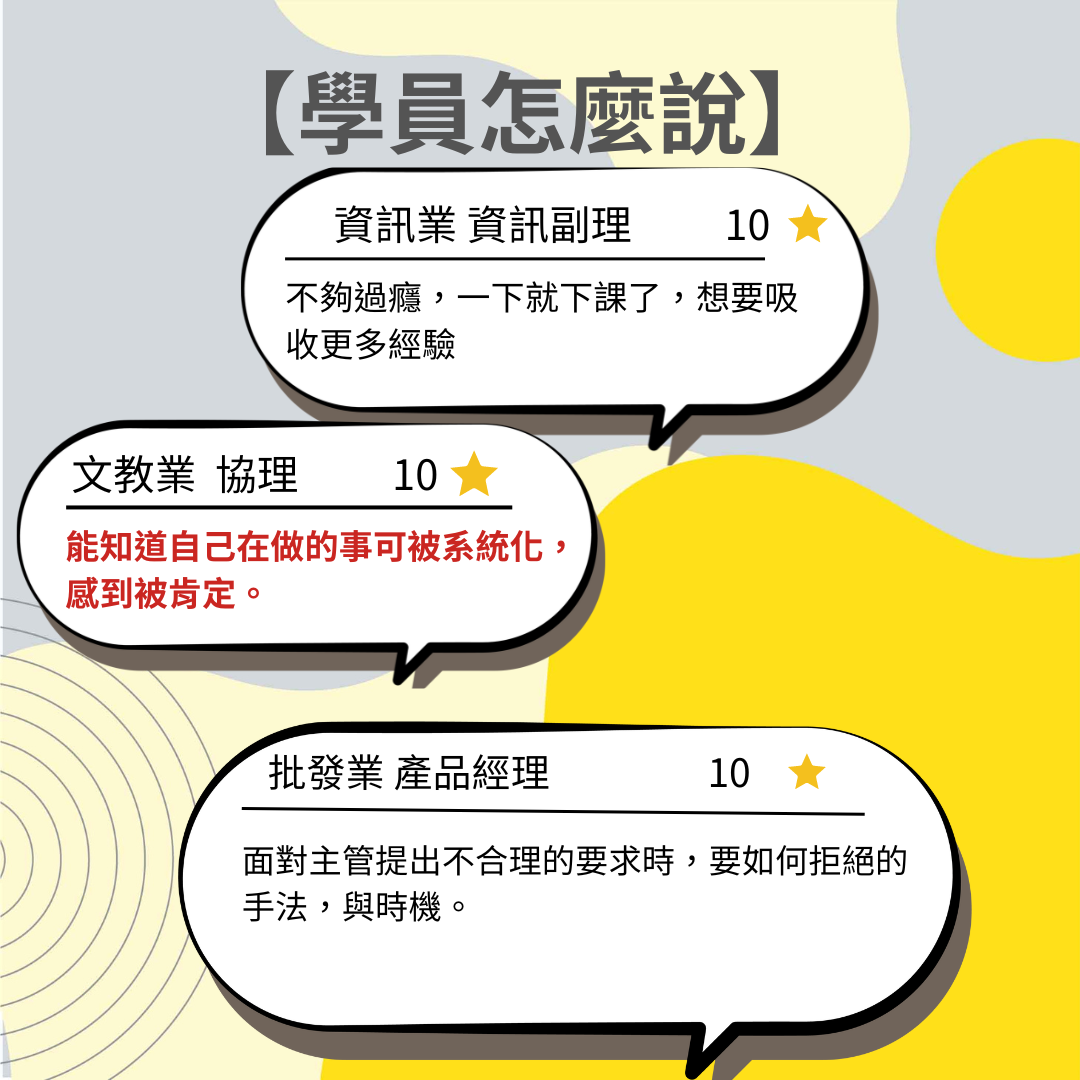 【學員怎麼說】
資訊業 資訊副理 10
不夠過癮，一下就下課了，想要吸
收更多經驗
文教業 協理 10
能知道自己在做的事可被系統化，
感到被肯定。
批發業 產品經理 10
面對主管提出不合理的要求時，要如何拒絕的
手法，與時機。